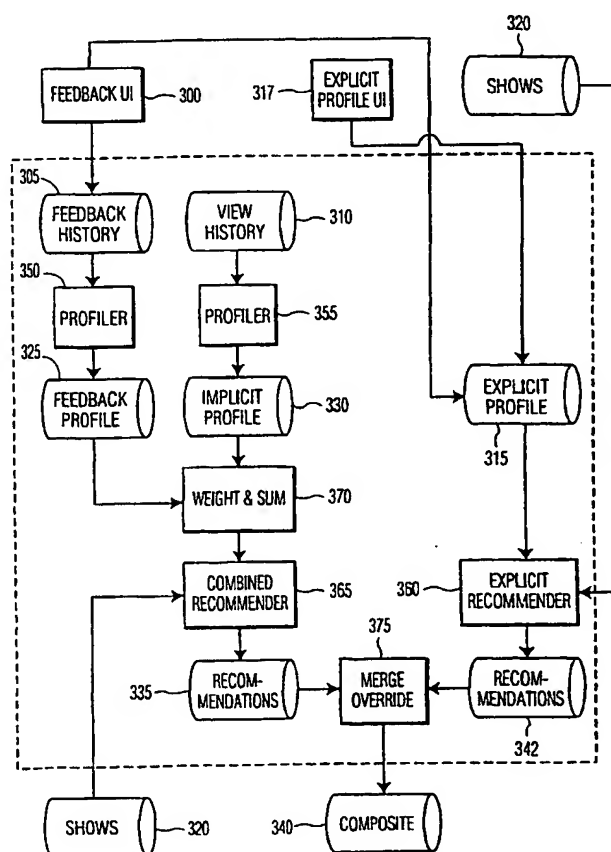 320
SHOWS
FEEDBACK UI
300
317
EXPLICIT
PROFILE UI
305
FEEDBACK
HISTORY
VIEW
HISTORY
310
350
PROFILER
PROFILER
355
325
FEEDBACK
PROFILE
IMPLICIT
PROFILE
330
EXPLICIT
PROFILE
315
WEIGHT & SUM
370
COMBINED
RECOMMENDER
365
360
EXPLICIT
RECOMMENDER
375
335
RECOM-
MENDATIONS
MERGE
OVERRIDE
RECOM-
MENDATIONS
342
SHOWS
320
340
COMPOSITE